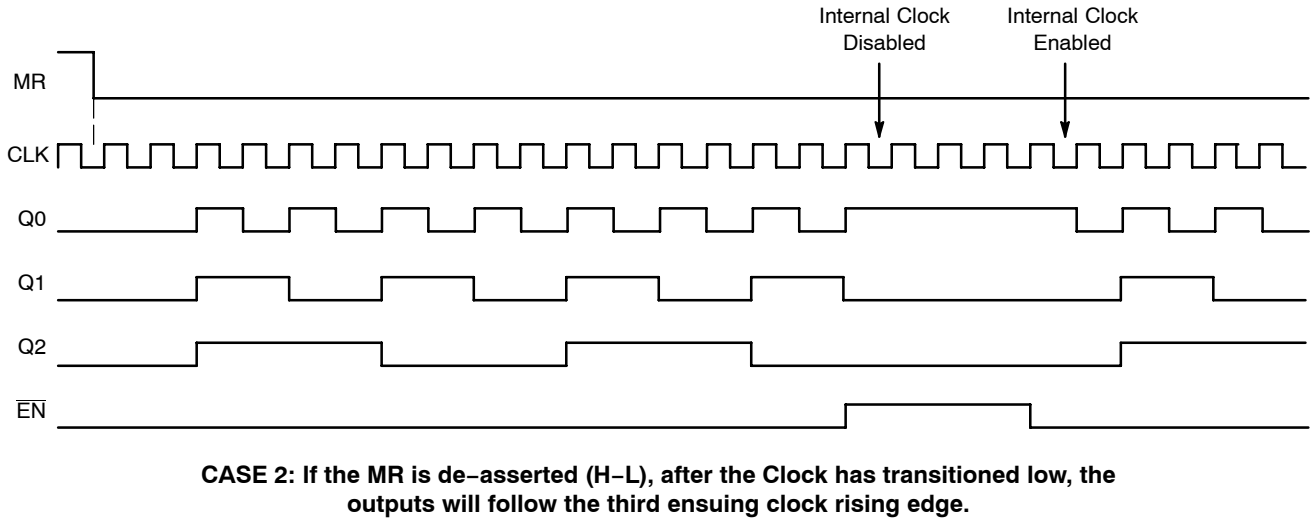 Internal Clock
Disabled
Internal Clock
Enabled
MR
CLK
Q0
Q1
Q2
E̅N̅
CASE 2: If the MR is de−asserted (H−L), after the Clock has transitioned low, the
outputs will follow the third ensuing clock rising edge.